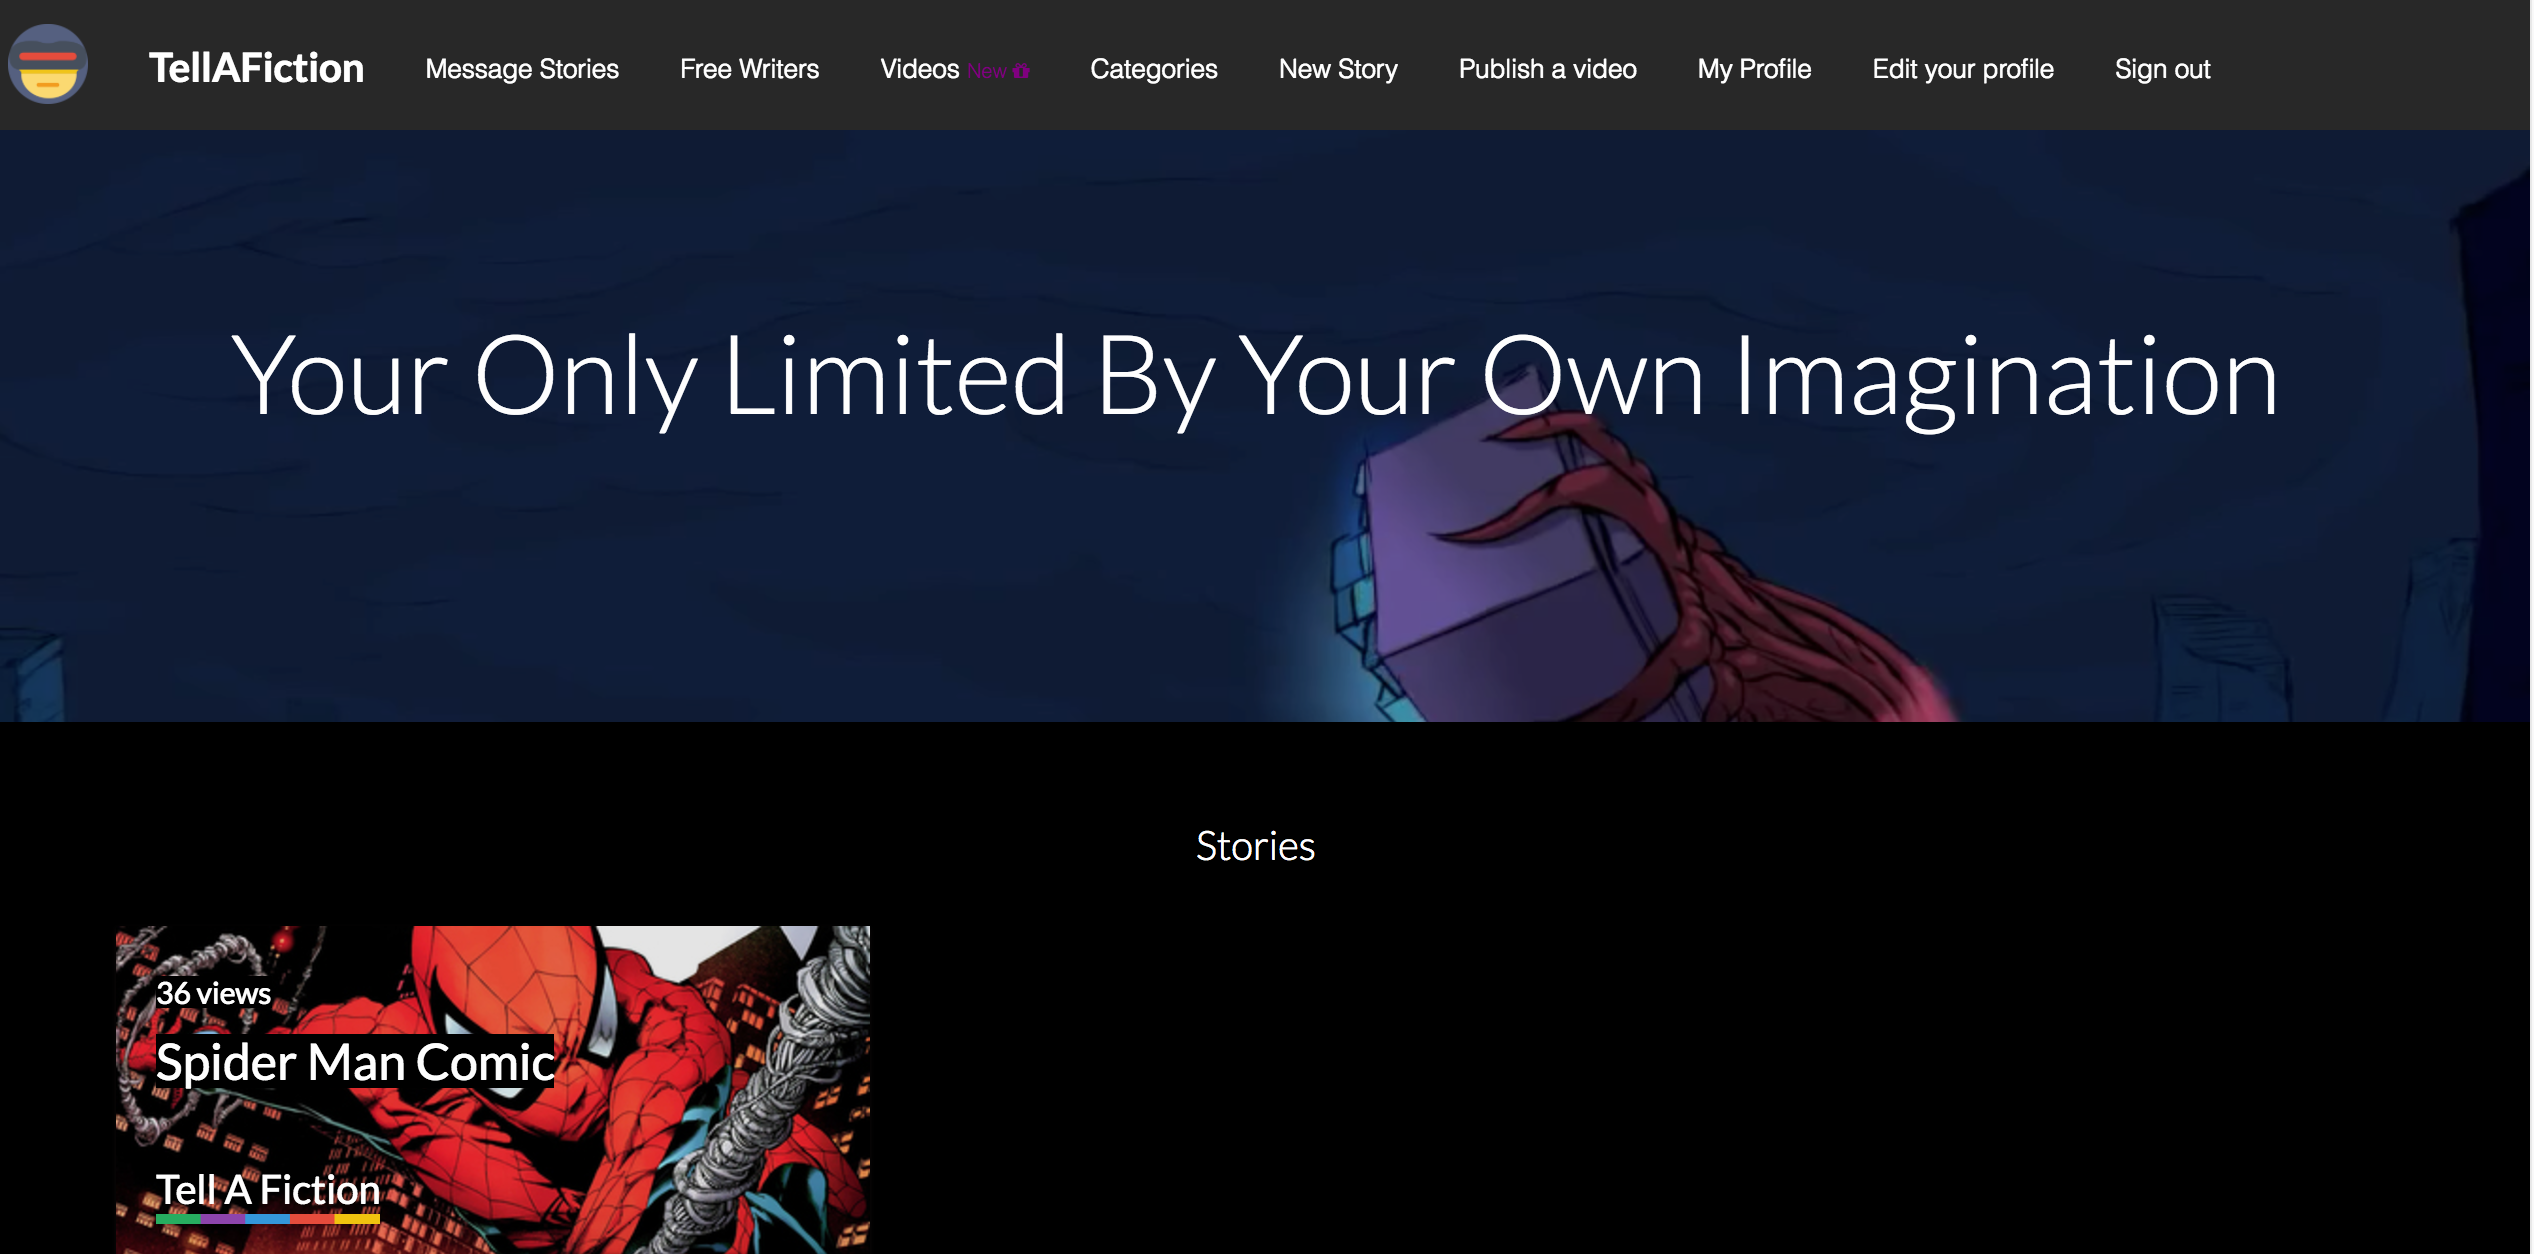 TellAFiction Message Stories Free Writers Videos New Categories New Story Publish a video My Profile Edit your profile Sign out
Your Only Limited By Your Own Imagination
Stories
36 views
Spider Man Comic
Tell A Fiction